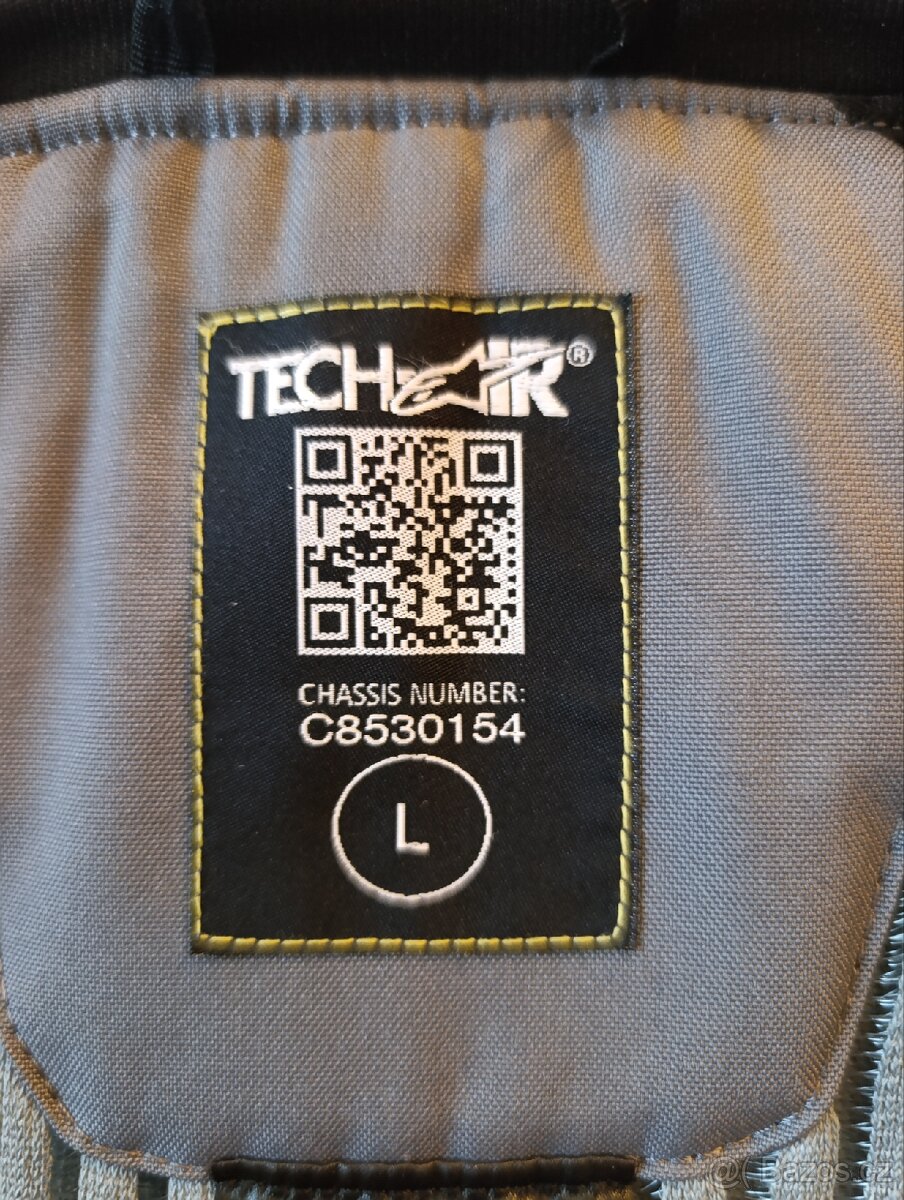 TECH-AIR®
CHASSIS NUMBER:
C8530154
L
@ Bazos.cz